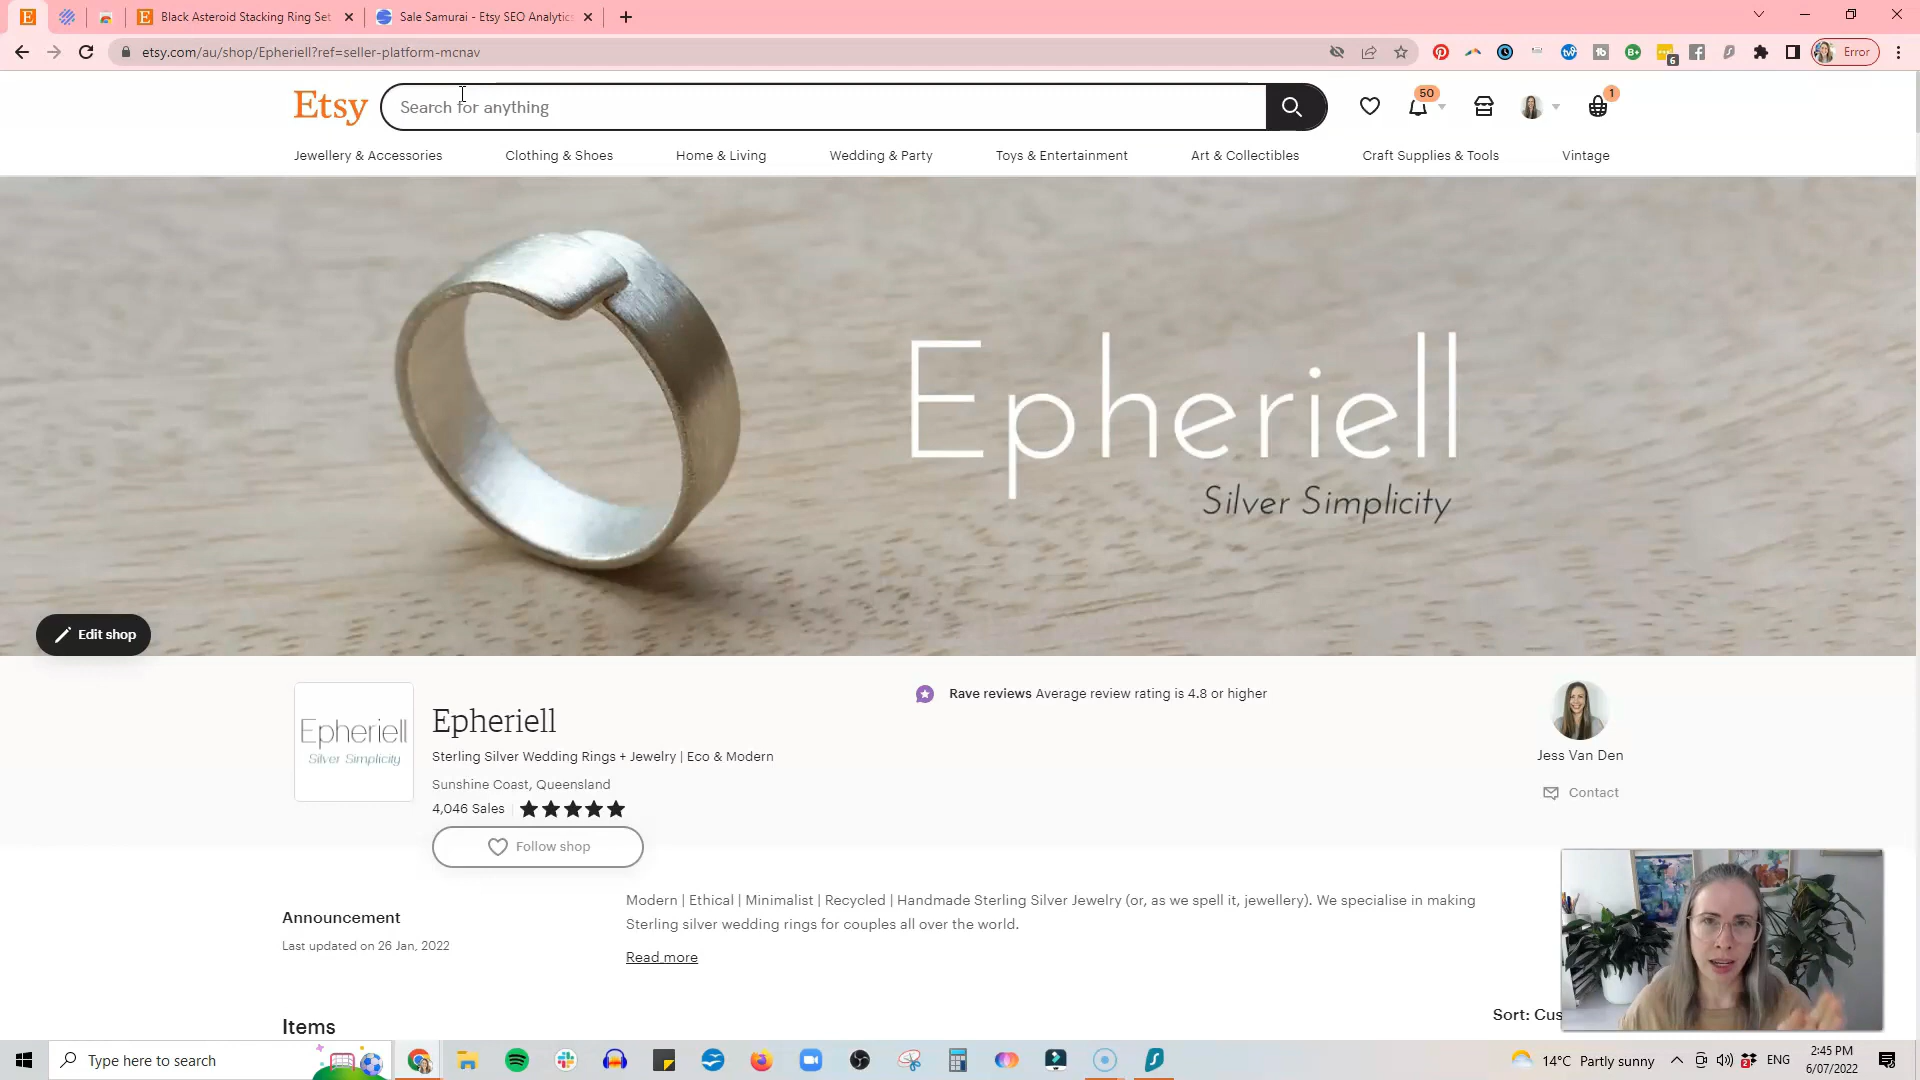 Black Asteroid Stacking Ring Set
Sale Samurai - Etsy SEO Analytics
etsy.com/au/shop/Epheriell?ref=seller-platform-mcnav
6
Error
Etsy
Search for anything
50
1
Jewellery & Accessories
Clothing & Shoes
Home & Living
Wedding & Party
Toys & Entertainment
Art & Collectibles
Craft Supplies & Tools
Vintage
Epheriell
Silver Simplicity
Edit shop
Epheriell
Silver Simplicity
Epheriell
Sterling Silver Wedding Rings + Jewelry | Eco & Modern
Sunshine Coast, Queensland
4,046 Sales
Follow shop
Rave reviews Average review rating is 4.8 or higher
Jess Van Den
Contact
Announcement
Last updated on 26 Jan, 2022
Modern | Ethical | Minimalist | Recycled | Handmade Sterling Silver Jewelry (or, as we spell it, jewellery). We specialise in making
Sterling silver wedding rings for couples all over the world.
Read more
Items
Sort: Cus
Type here to search
14°C Partly sunny
ENG
2:45 PM
6/07/2022